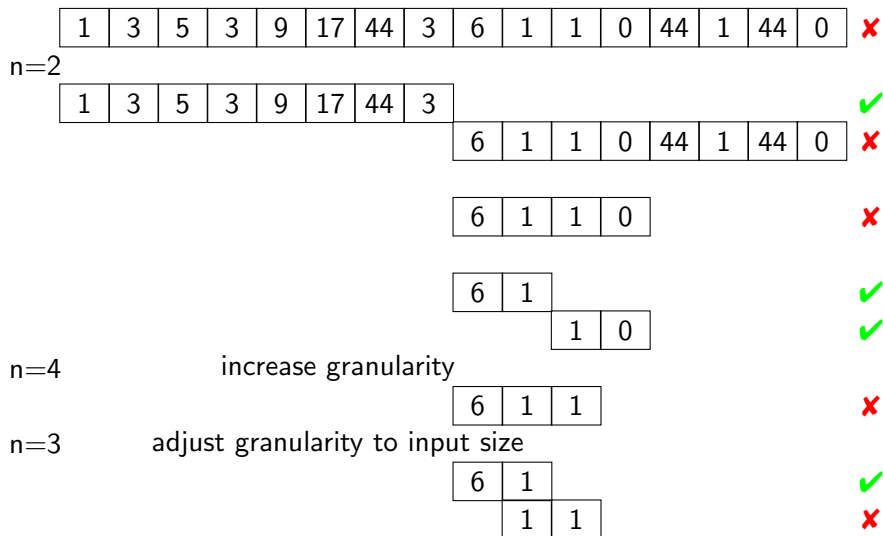 1 3 5 3 9 17 44 3 6 1 1 0 44 1 44 0 ✘
n=2
1 3 5 3 9 17 44 3 ✔
6 1 1 0 44 1 44 0 ✘
6 1 1 0 ✘
6 1 ✔
1 0 ✔
n=4 increase granularity
6 1 1 ✘
n=3 adjust granularity to input size
6 1 ✔
1 1 ✘